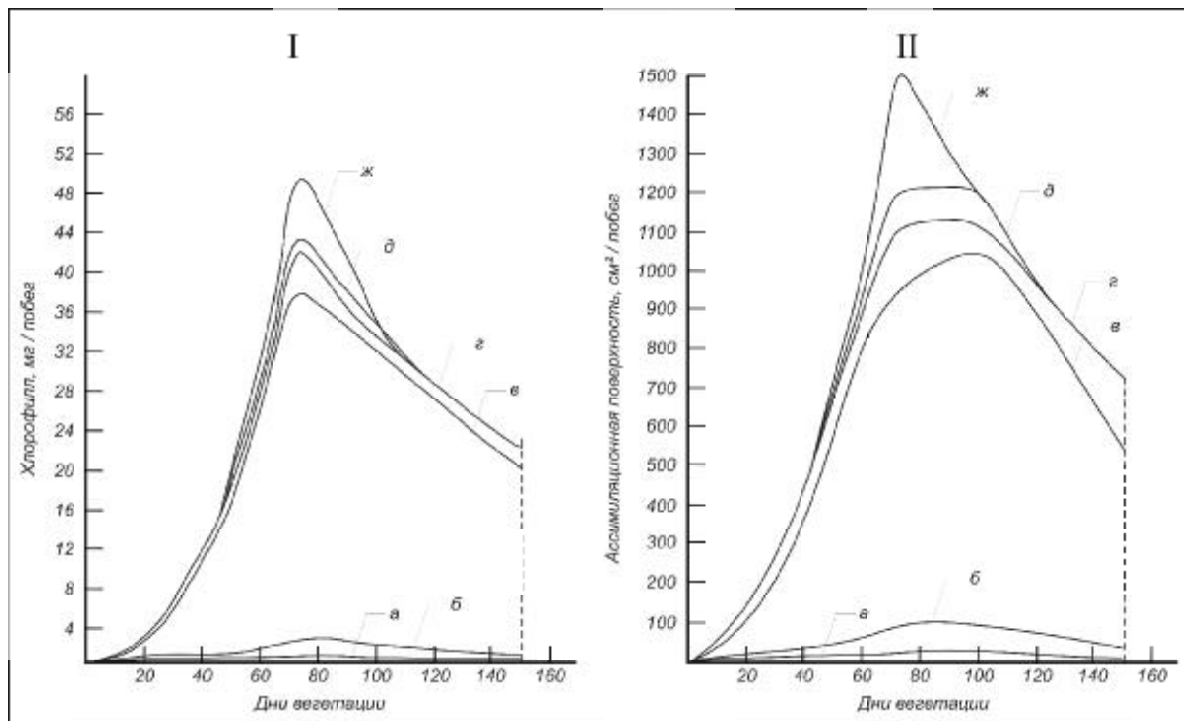 I
Хлорофилл, мг / побег
56
52
48
44
40
36
32
28
24
20
16
12
8
4
ж
д
г
в
а
б
20 40 60 80 100 120 140 160
Дни вегетации
II
Ассимиляционная поверхность, см² / побег
1500
1400
1300
1200
1100
1000
900
800
700
600
500
400
300
200
100
ж
д
г
в
б
а
20 40 60 80 100 120 140 160
Дни вегетации